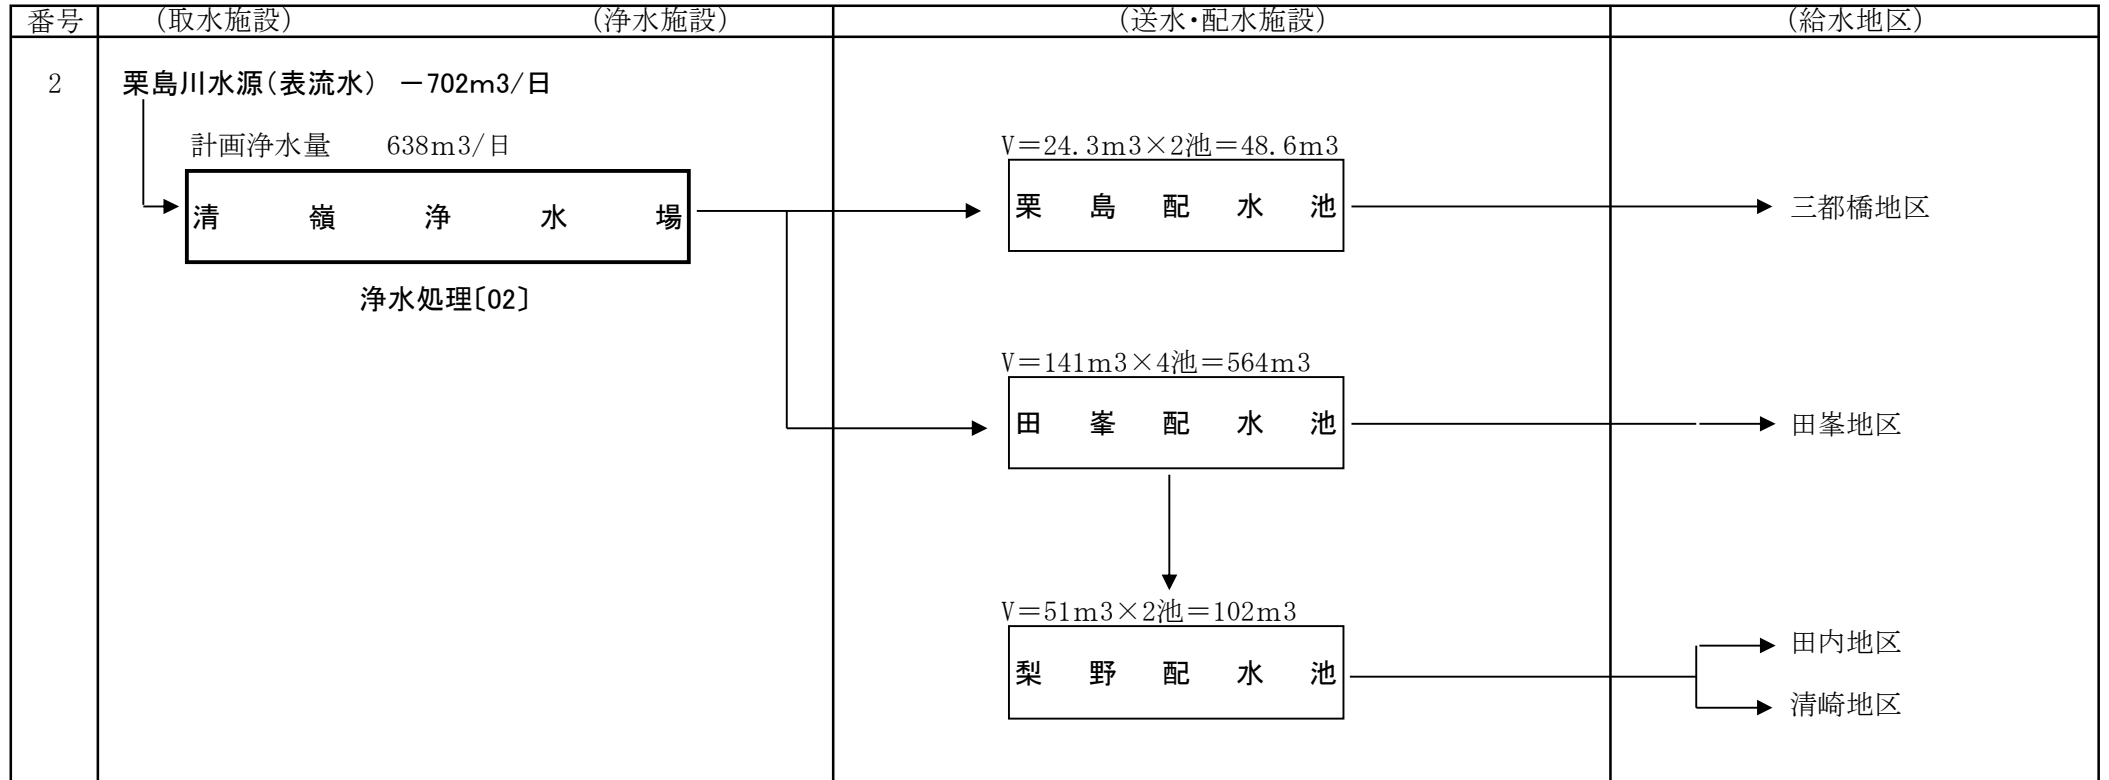 番号 (取水施設) (浄水施設) (送水・配水施設) (給水地区)
2 栗島川水源(表流水) －702m3/日
計画浄水量 638m3/日
清嶺浄水場
浄水処理〔02〕
V＝24.3m3×2池＝48.6m3
栗島配水池
三都橋地区
V＝141m3×4池＝564m3
田峯配水池
田峯地区
V＝51m3×2池＝102m3
梨野配水池
田内地区
清崎地区